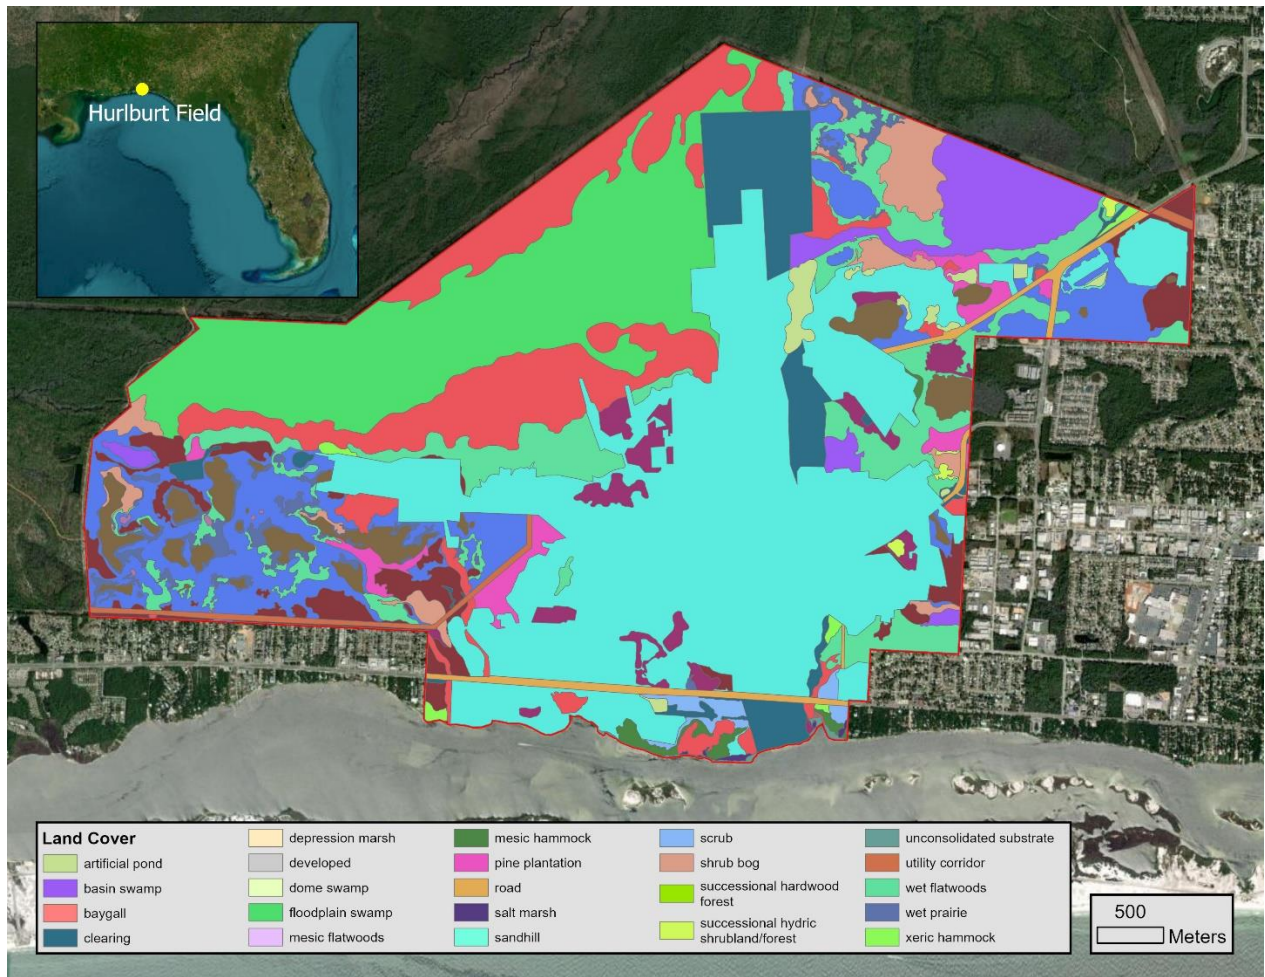 Hurlburt Field
Land Cover
artificial pond
basin swamp
baygall
clearing
depression marsh
developed
dome swamp
floodplain swamp
mesic flatwoods
mesic hammock
pine plantation
road
salt marsh
sandhill
scrub
shrub bog
successional hardwood
forest
successional hydric
shrubland/forest
unconsolidated substrate
utility corridor
wet flatwoods
wet prairie
xeric hammock
500
Meters